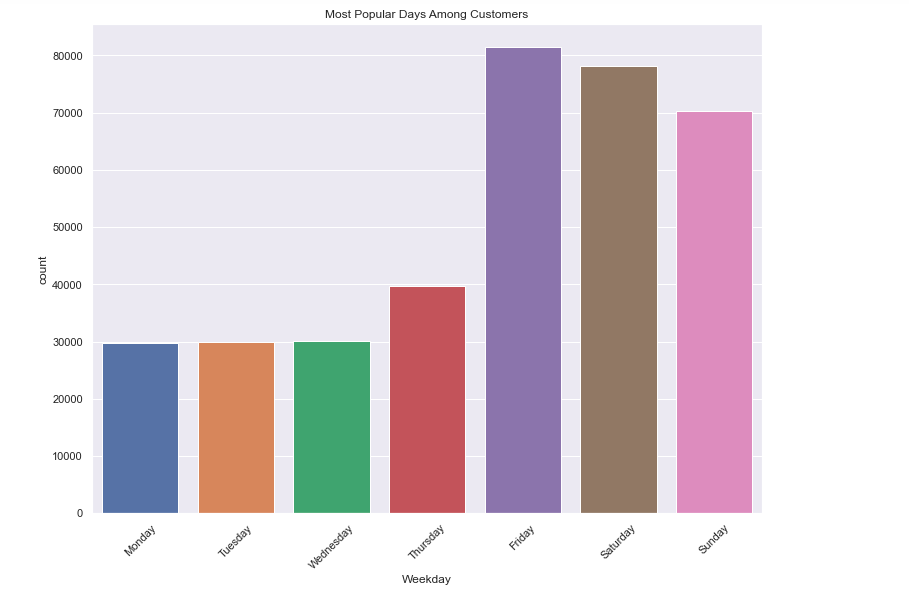 Most Popular Days Among Customers
80000
70000
60000
50000
40000
30000
20000
10000
0
count
Monday
Tuesday
Wednesday
Thursday
Friday
Saturday
Sunday
Weekday